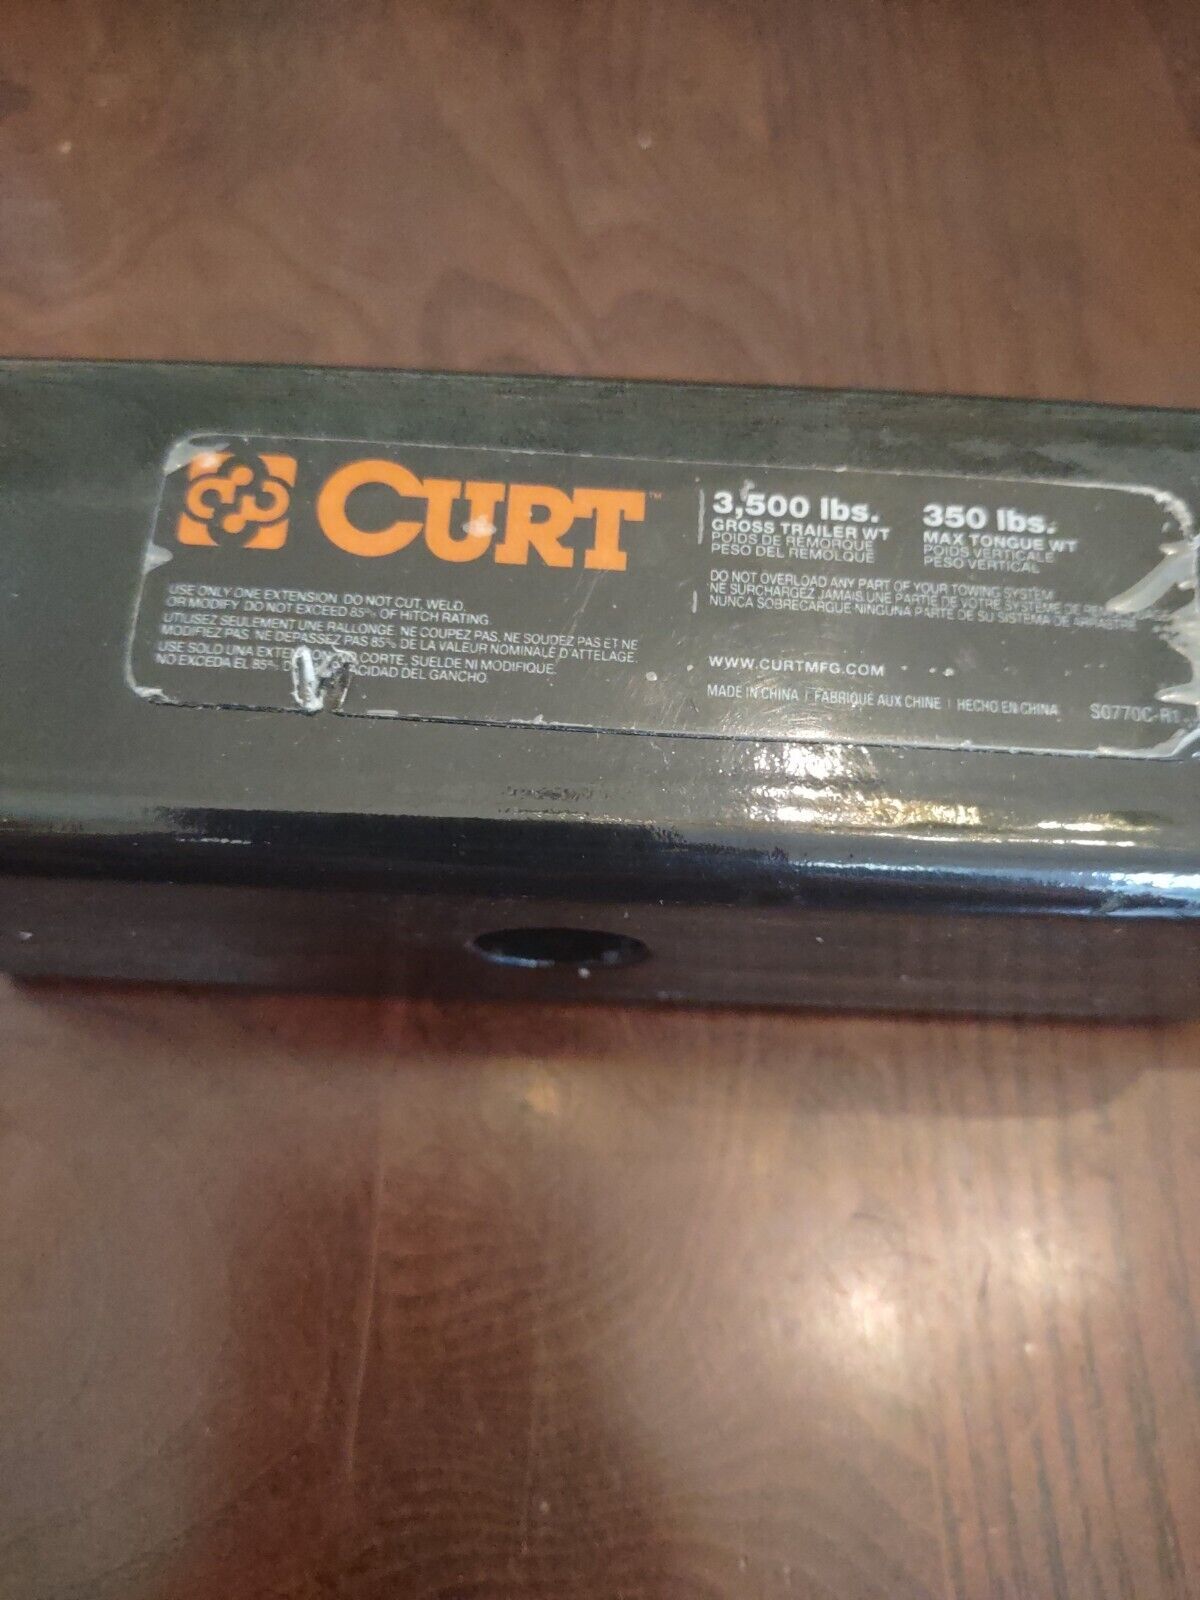 CURT™
3,500 lbs.
GROSS TRAILER WT
POIDS DE REMORQUE
PESO DEL REMOLQUE
350 lbs.
MAX TONGUE WT
POIDS VERTICALE
PESO VERTICAL
USE ONLY ONE EXTENSION. DO NOT CUT, WELD,
OR MODIFY. DO NOT EXCEED 85% OF HITCH RATING.
UTILISEZ SEULEMENT UNE RALLONGE. NE COUPEZ PAS, NE SOUDEZ PAS ET NE
MODIFIEZ PAS. NE DEPASSEZ PAS 85% DE LA VALEUR NOMINALE D'ATTELAGE.
USE SOLO UNA CORTE, SUELDE NI MODIFIQUE.
NO EXCEDA EL 85% DEL GANCHO.
DO NOT OVERLOAD ANY PART OF YOUR TOWING SYSTEM.
NE SURCHARGEZ JAMAIS UNE PARTIE DE VOTRE SYSTEME DE
NUNCA SOBRECARGUE NINGUNA PARTE DE SU SISTEMA DE ARRASTRE.
WWW.CURTMFG.COM
MADE IN CHINA | FABRIQUÉ AUX CHINE | HECHO EN CHINA
S0770C-R1